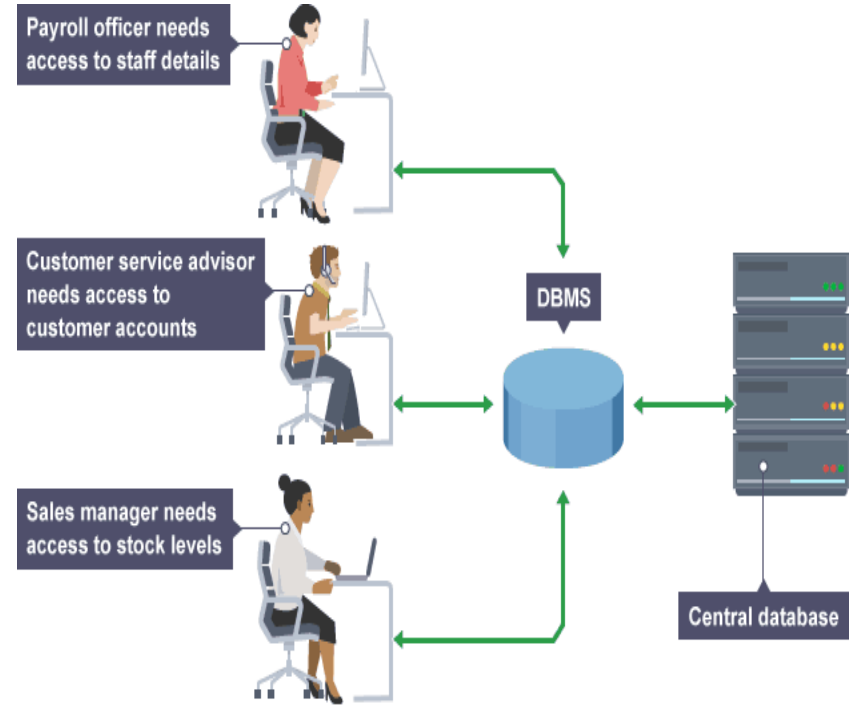 Payroll officer needs
access to staff details
Customer service advisor
needs access to
customer accounts
DBMS
Sales manager needs
access to stock levels
Central database